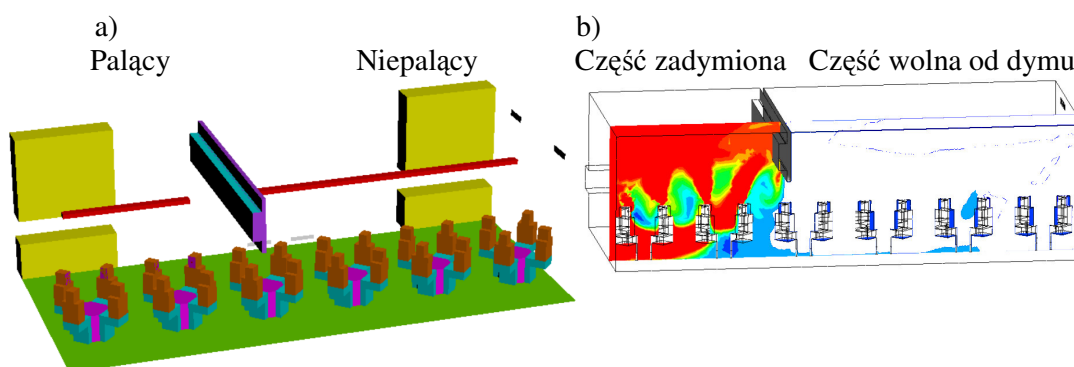 a)
Palący
Niepalący
b)
Część zadymiona
Część wolna od dymu